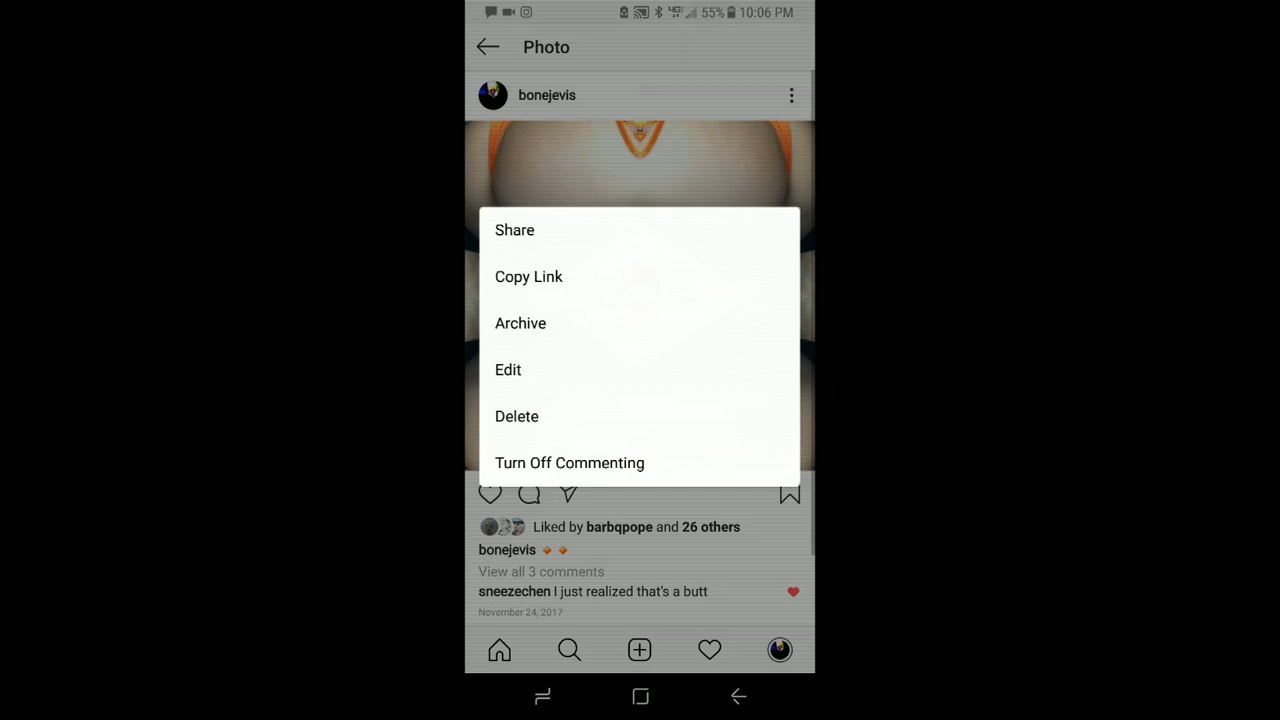 55% 10:06 PM
Photo
bonejevis
Share
Copy Link
Archive
Edit
Delete
Turn Off Commenting
Liked by barbqpope and 26 others
bonejevis 🔸🔸
View all 3 comments
sneezechen I just realized that's a butt
November 24, 2017